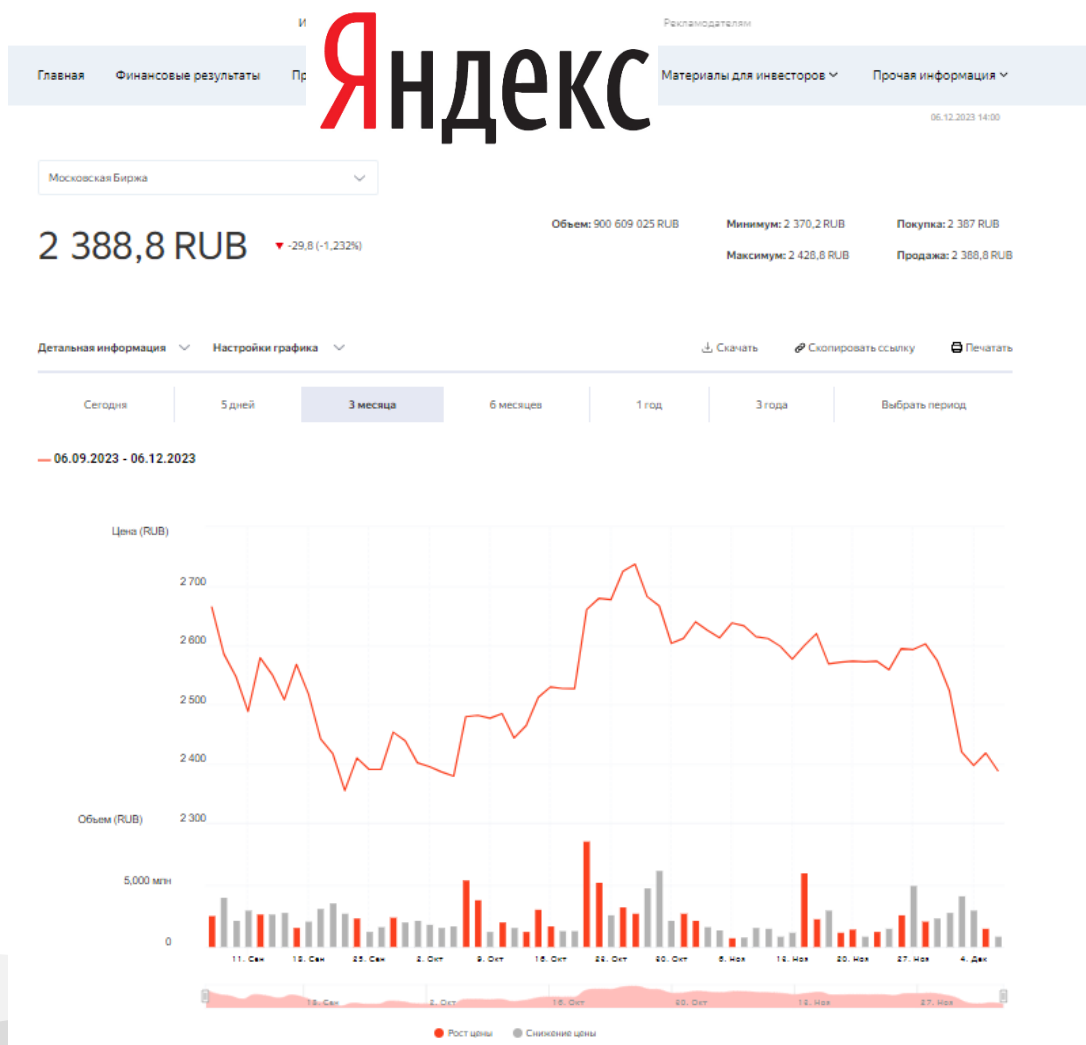 Рекламодателям
Яндекс
Главная Финансовые результаты Материалы для инвесторов Прочая информация
06.12.2023 14:00
Московская Биржа
2 388,8 RUB ▼ -29,8 (-1,232%)
Объем: 900 609 025 RUB Минимум: 2 370,2 RUB Покупка: 2 387 RUB
Максимум: 2 428,8 RUB Продажа: 2 388,8 RUB
Детальная информация Настройки графика Скачать Скопировать ссылку Печатать
Сегодня 5 дней 3 месяца 6 месяцев 1 год 3 года Выбрать период
06.09.2023 - 06.12.2023
Цена (RUB)
2 700
2 600
2 500
2 400
Объем (RUB) 2 300
5,000 млн
0
11. Сен 25. Сен 2. Окт 9. Окт 16. Окт 6. Ноя 20. Ноя 27. Ноя 4. Дек
2. Окт 16. Окт 27. Ноя
Рост цены Снижение цены